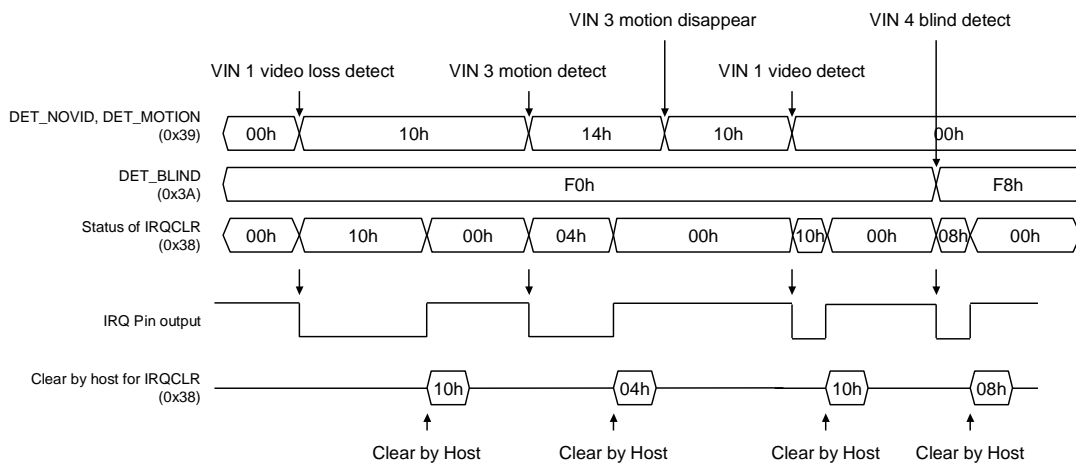 VIN 3 motion disappear
VIN 4 blind detect
VIN 1 video loss detect
VIN 3 motion detect
VIN 1 video detect
DET_NOVID, DET_MOTION
(0x39)
00h
10h
14h
10h
00h
DET_BLIND
(0x3A)
F0h
F8h
Status of IRQCLR
(0x38)
00h
10h
00h
04h
00h
10h
00h
08h
00h
IRQ Pin output
Clear by host for IRQCLR
(0x38)
10h
04h
10h
08h
Clear by Host
Clear by Host
Clear by Host
Clear by Host